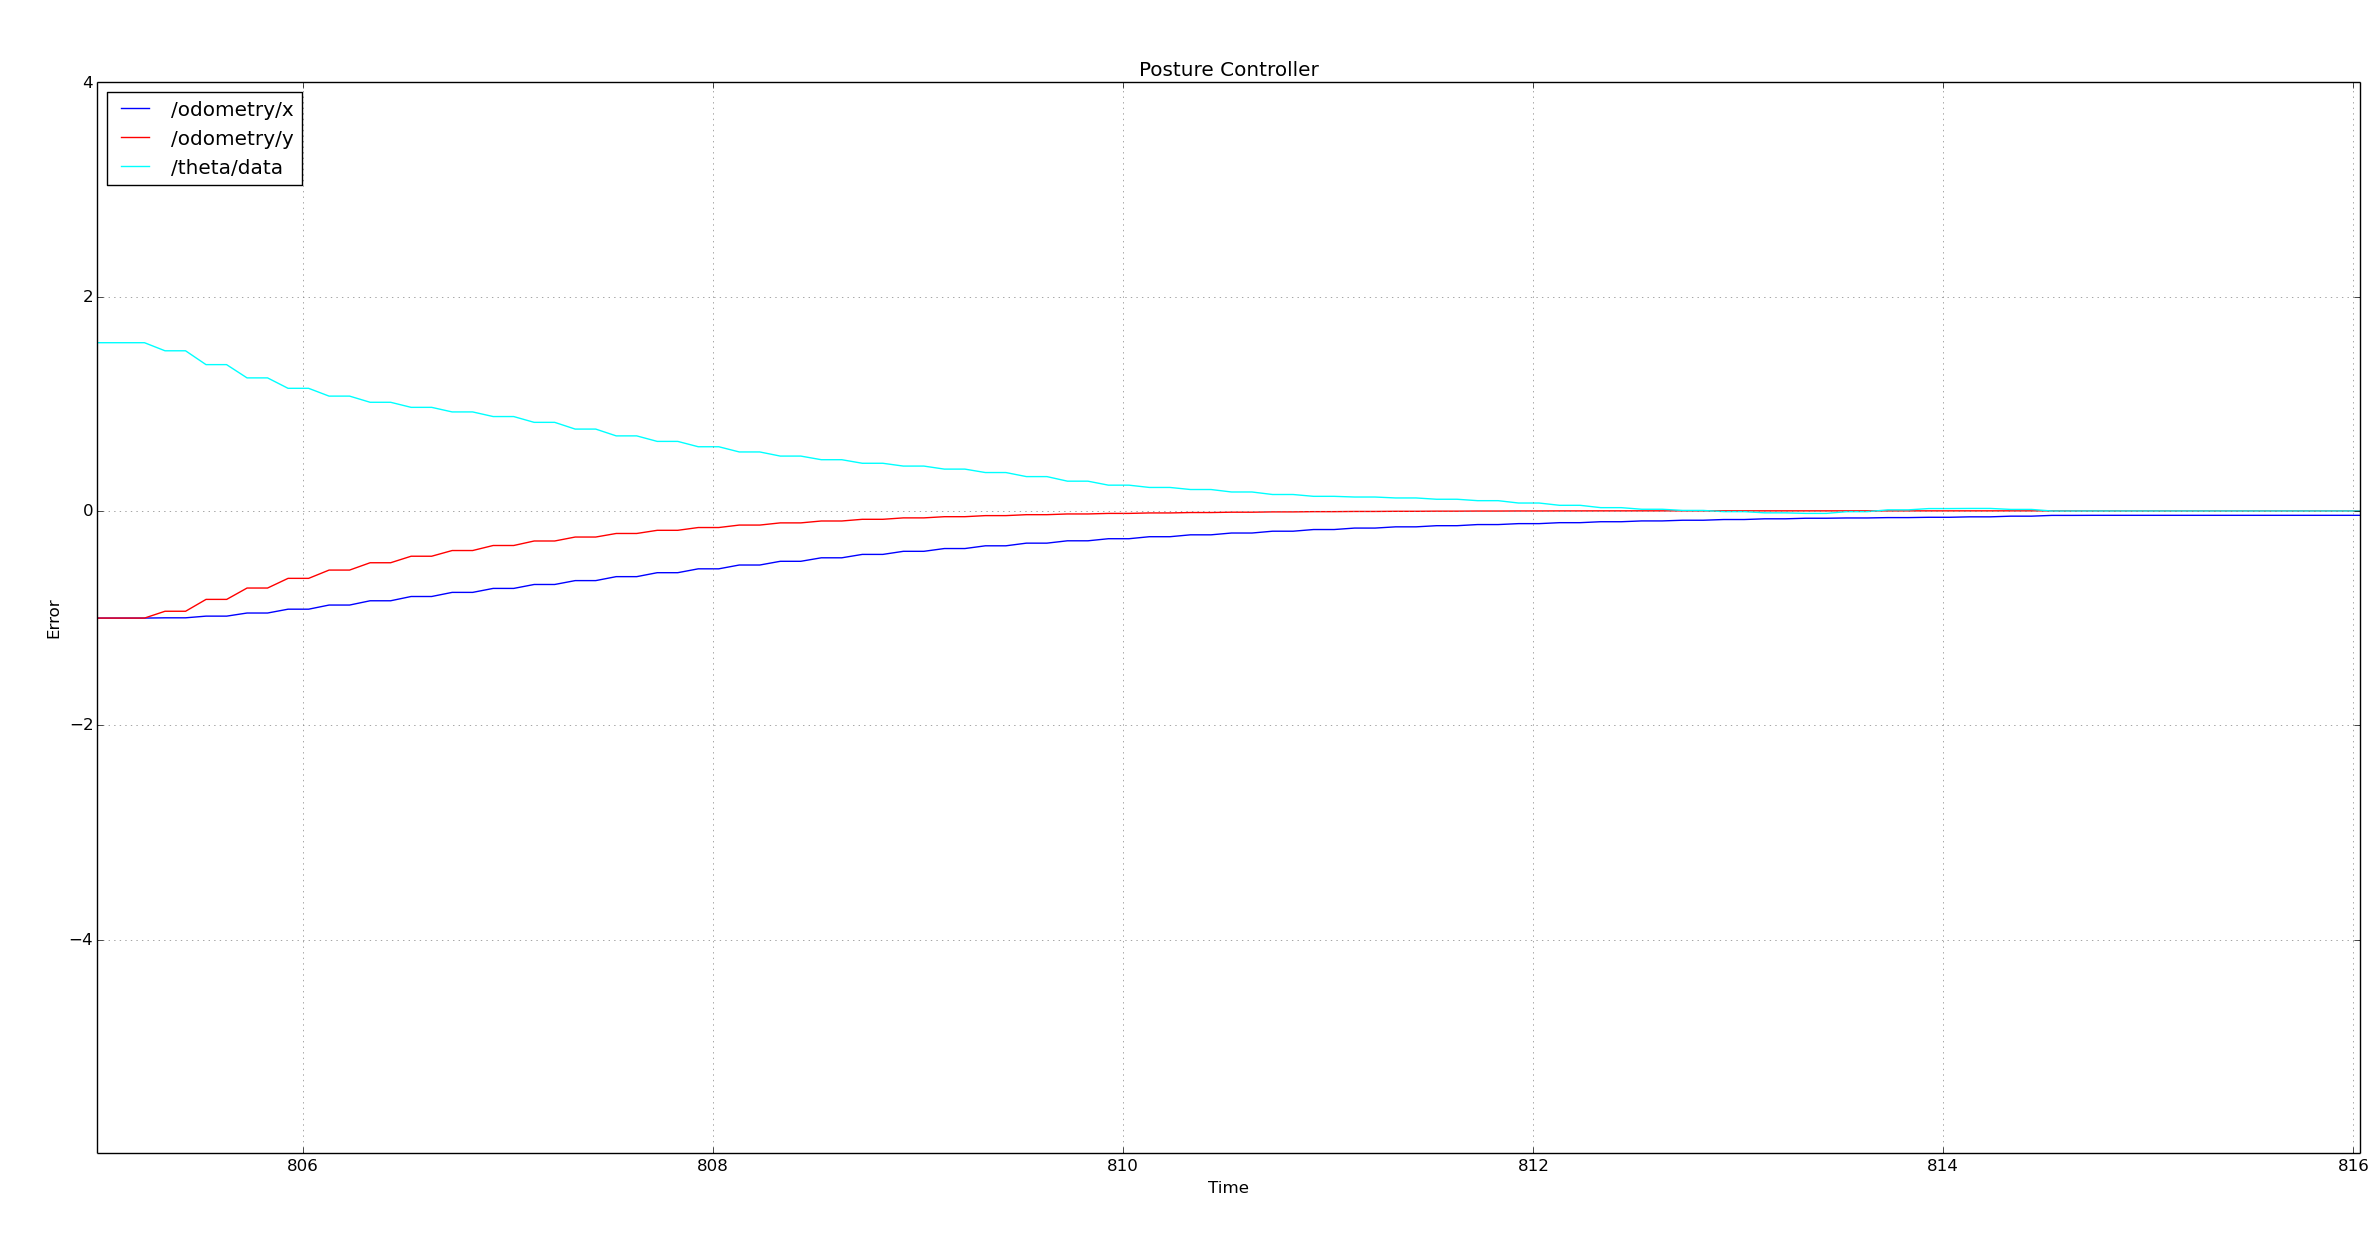 Posture Controller
4
/odometry/x
/odometry/y
/theta/data
2
0
Error
−2
−4
806 808 810 812 814 816
Time